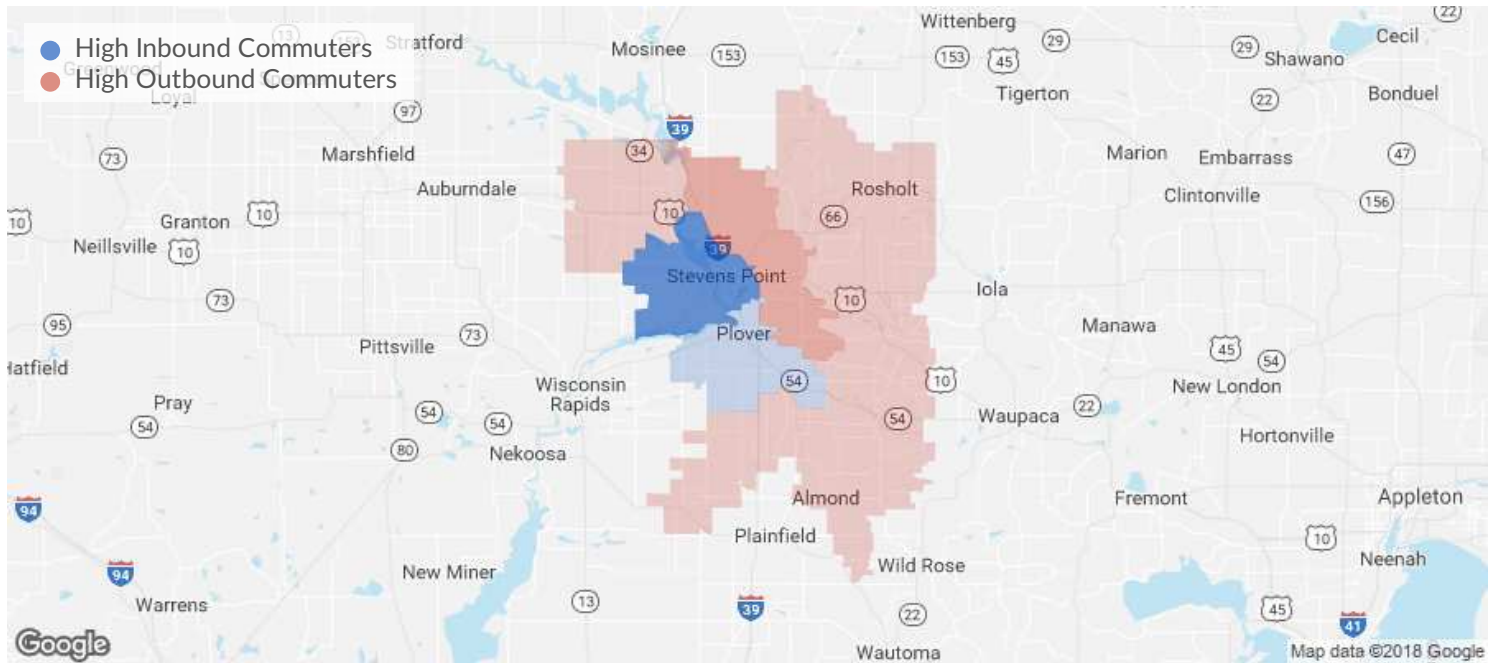 High Inbound Commuters
High Outbound Commuters
Greenwood
Loyal
Stratford
Mosinee
Wittenberg
Cecil
Shawano
Bonduel
Tigerton
Marion
Embarrass
Clintonville
Marshfield
Auburndale
Rosholt
Granton
Neillsville
Stevens Point
Iola
Manawa
Plover
Pittsville
Hatfield
Wisconsin
Rapids
New London
Pray
Waupaca
Hortonville
Nekoosa
Almond
Fremont
Appleton
Plainfield
Neenah
New Miner
Wild Rose
Warrens
Wautoma
13
153
153
153
29
29
22
45
22
97
39
73
34
47
10
10
10
10
66
156
39
10
73
95
73
45
54
54
10
54
54
54
22
54
80
94
10
94
13
39
22
45
41
Google
Map data ©2018 Google